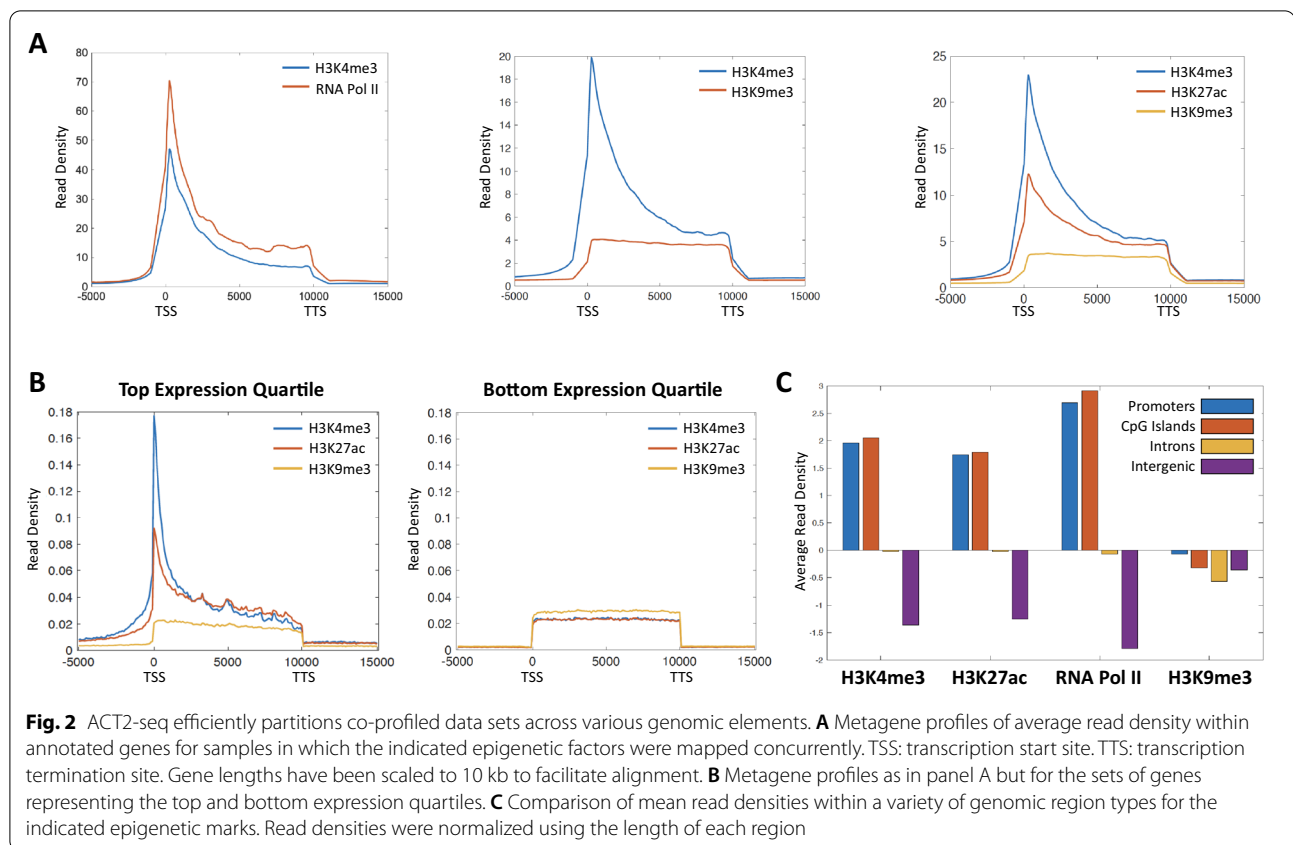 A
80
70
60
50
40
30
20
10
0
Read Density
H3K4me3
RNA Pol II
-5000 0 5000 10000 15000
TSS TTS
20
18
16
14
12
10
8
6
4
2
0
Read Density
H3K4me3
H3K9me3
-5000 0 5000 10000 15000
TSS TTS
25
20
15
10
5
0
Read Density
H3K4me3
H3K27ac
H3K9me3
-5000 0 5000 10000 15000
TSS TTS
B
Top Expression Quartile
0.18
0.16
0.14
0.12
0.1
0.08
0.06
0.04
0.02
0
Read Density
H3K4me3
H3K27ac
H3K9me3
-5000 0 5000 10000 15000
TSS TTS
Bottom Expression Quartile
0.18
0.16
0.14
0.12
0.1
0.08
0.06
0.04
0.02
0
Read Density
H3K4me3
H3K27ac
H3K9me3
-5000 0 5000 10000 15000
TSS TTS
C
3
2.5
2
1.5
1
0.5
0
-0.5
-1
-1.5
-2
Average Read Density
Promoters
CpG Islands
Introns
Intergenic
H3K4me3 H3K27ac RNA Pol II H3K9me3
Fig. 2 ACT2-seq efficiently partitions co-profiled data sets across various genomic elements. A Metagene profiles of average read density within
annotated genes for samples in which the indicated epigenetic factors were mapped concurrently. TSS: transcription start site. TTS: transcription
termination site. Gene lengths have been scaled to 10 kb to facilitate alignment. B Metagene profiles as in panel A but for the sets of genes
representing the top and bottom expression quartiles. C Comparison of mean read densities within a variety of genomic region types for the
indicated epigenetic marks. Read densities were normalized using the length of each region